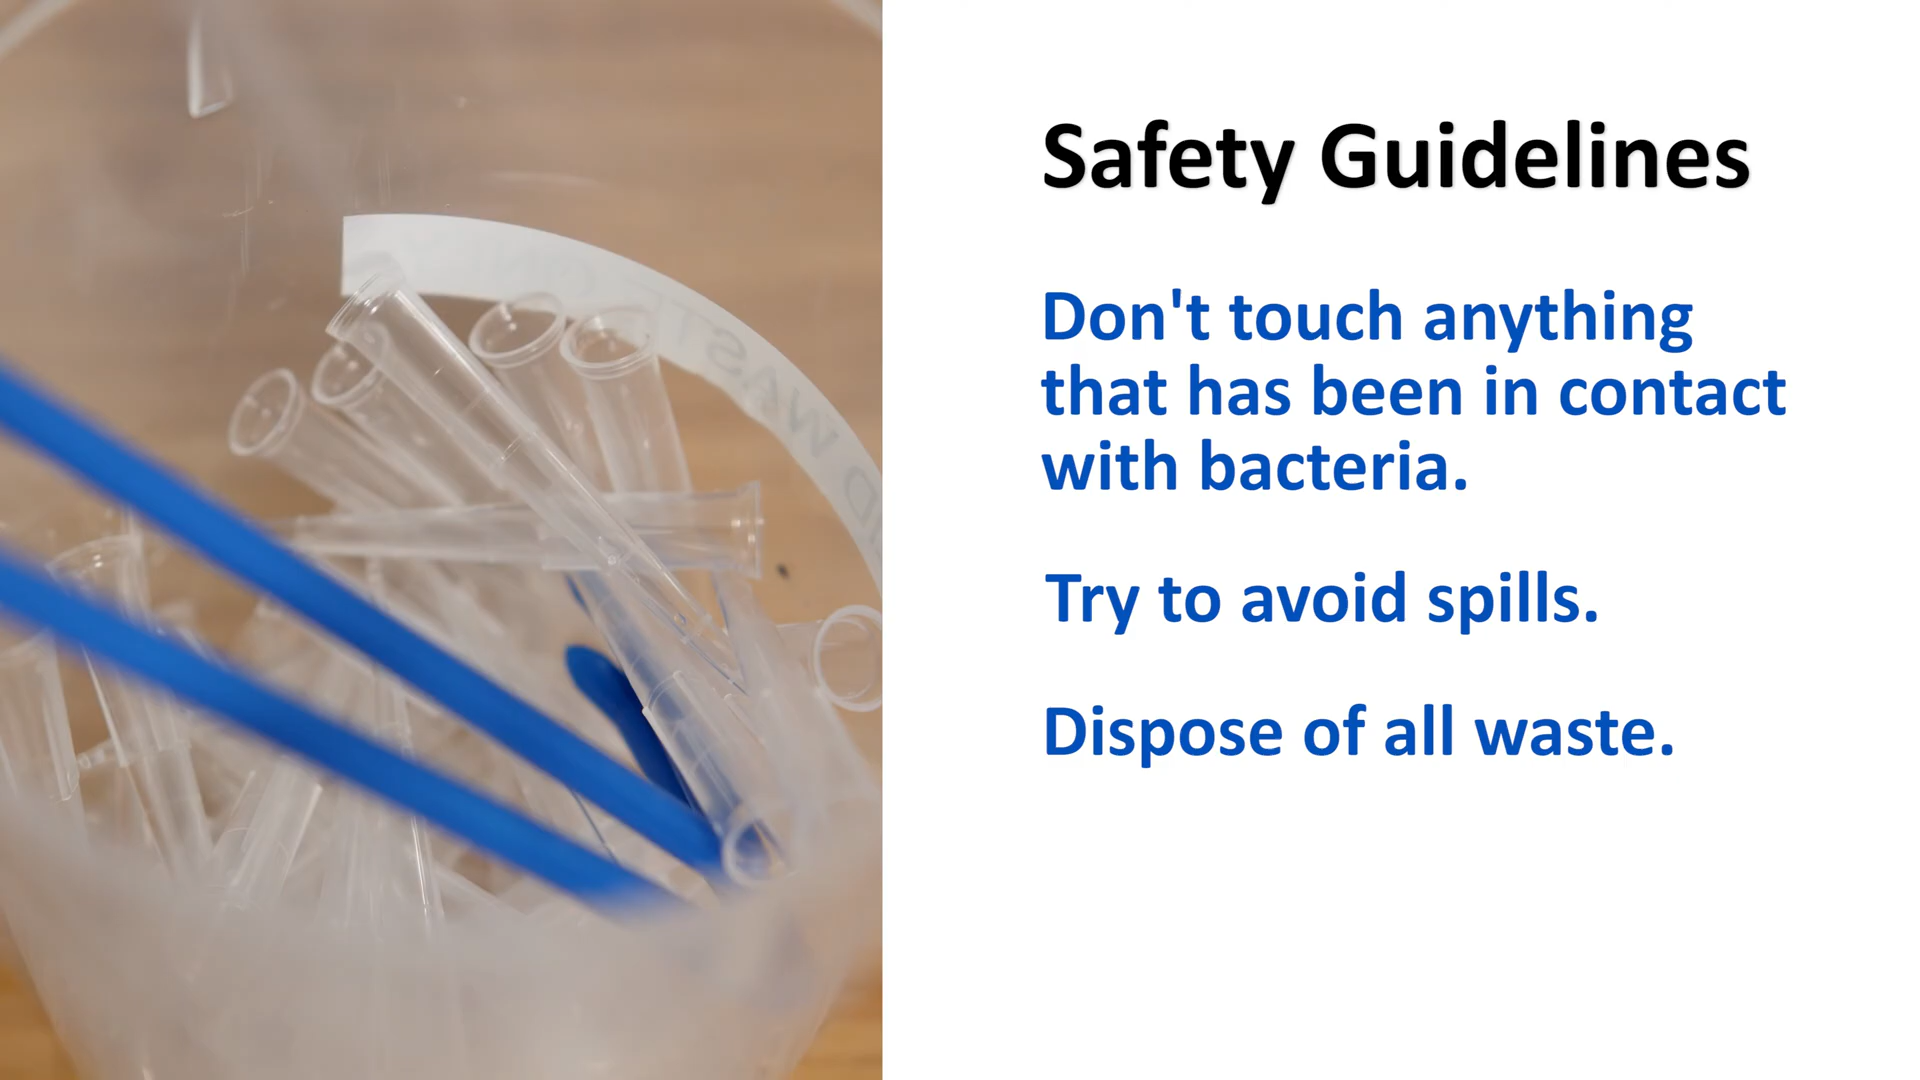 Safety Guidelines
Don't touch anything
that has been in contact
with bacteria.
Try to avoid spills.
Dispose of all waste.